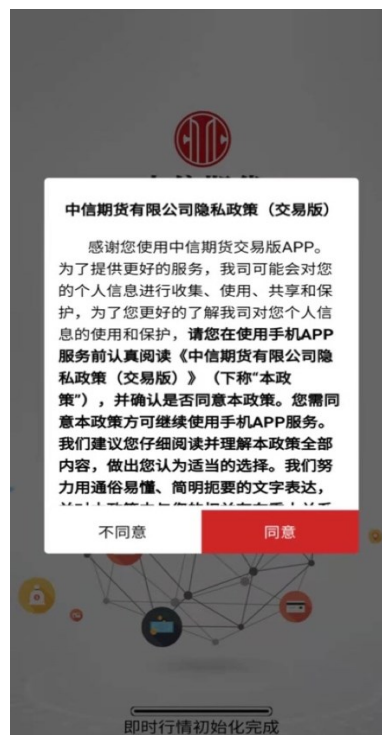 中信期货有限公司隐私政策（交易版）
感谢您使用中信期货交易版APP。
为了提供更好的服务，我司可能会对您
的个人信息进行收集、使用、共享和保
护，为了您更好的了解我司对您个人信
息的使用和保护，请您在使用手机APP
服务前认真阅读《中信期货有限公司隐
私政策（交易版）》（下称“本政
策”），并确认是否同意本政策。您需同
意本政策方可继续使用手机APP服务。
我们建议您仔细阅读并理解本政策全部
内容，做出您认为适当的选择。我们努
力用通俗易懂、简明扼要的文字表达，
不同意
同意
即时行情初始化完成